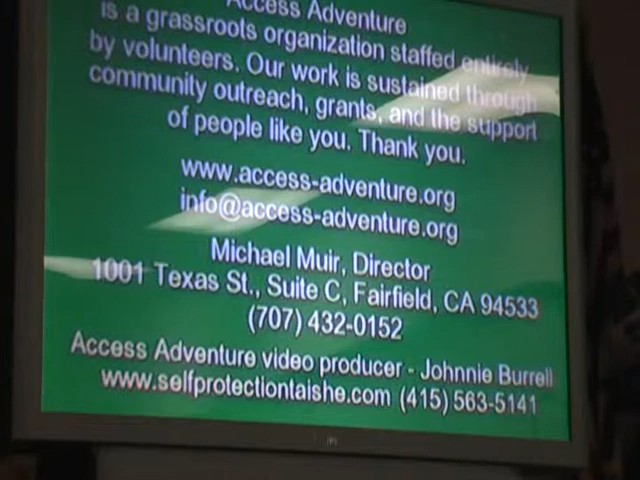 Access Adventure
is a grassroots organization staffed entirely
by volunteers. Our work is sustained through
community outreach, grants, and the support
of people like you. Thank you.
www.access-adventure.org
info@access-adventure.org
Michael Muir, Director
1001 Texas St., Suite C, Fairfield, CA 94533
(707) 432-0152
Access Adventure video producer - Johnnie Burrell
www.selfprotectiontaishe.com (415) 563-5141